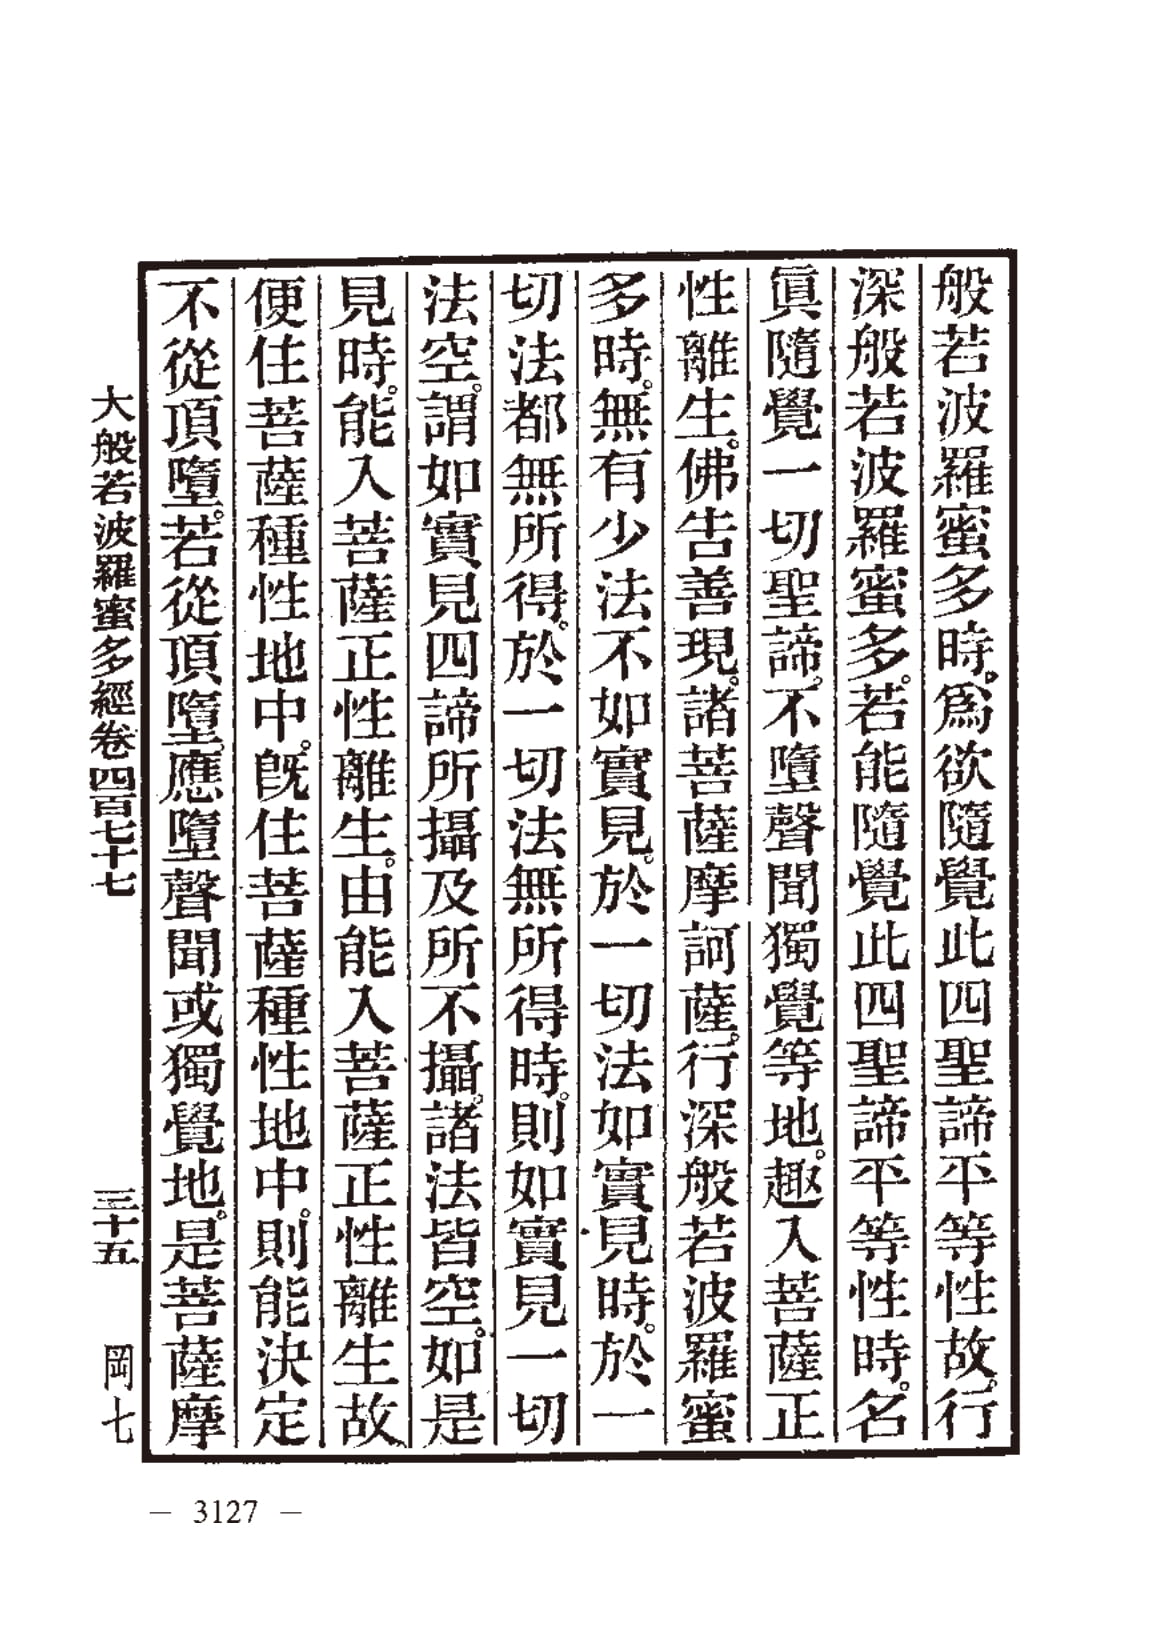 般若波羅蜜多時。爲欲隨覺此四聖諦平等性故。行
深般若波羅蜜多。若能隨覺此四聖諦平等性時。名
眞隨覺一切聖諦。不墮聲聞獨覺等地。趣入菩薩正
性離生。佛告善現。諸菩薩摩訶薩。行深般若波羅蜜
多時。無有少法不如實見。於一切法如實見時。於一
切法都無所得。於一切法無所得時。則如實見一切
法空。謂如實見四諦所攝及所不攝。諸法皆空。如是
見時。能入菩薩正性離生。由能入菩薩正性離生故。
便住菩薩種性地中。旣住菩薩種性地中。則能決定
不從頂墮。若從頂墮。應墮聲聞或獨覺地。是菩薩摩
大般若波羅蜜多經卷四百七十七 三十五 岡七
— 3127 —